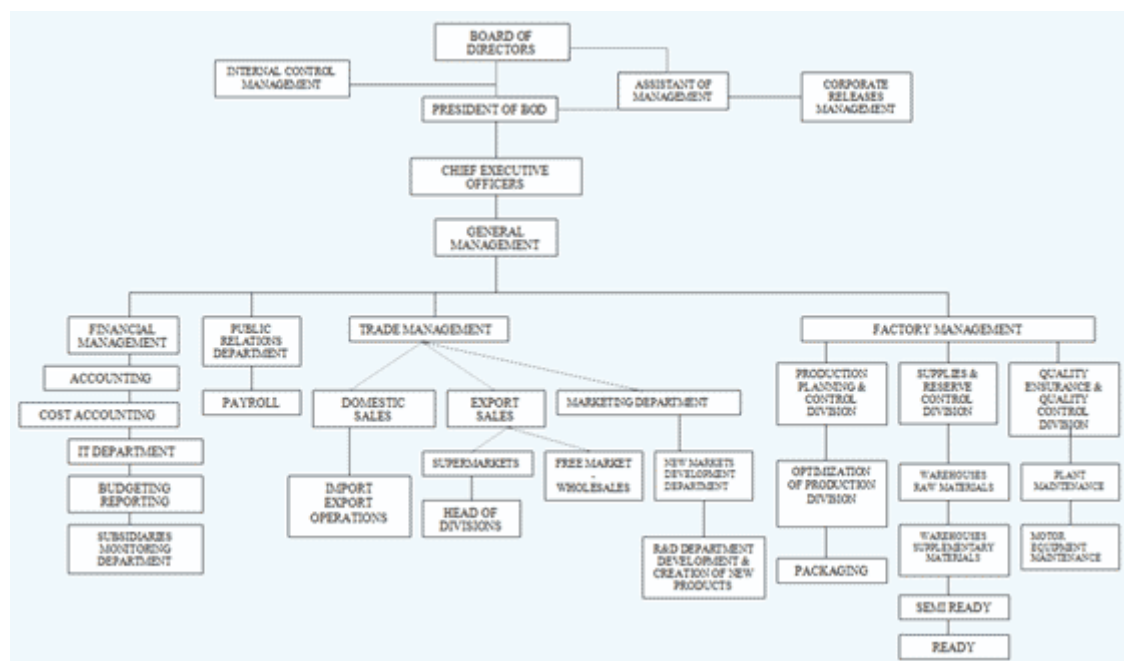 BOARD OF
DIRECTORS
INTERNAL CONTROL
MANAGEMENT
ASSISTANT OF
MANAGEMENT
CORPORATE
RELEASES
MANAGEMENT
PRESIDENT OF BOD
CHIEF EXECUTIVE
OFFICERS
GENERAL
MANAGEMENT
FINANCIAL
MANAGEMENT
PUBLIC
RELATIONS
DEPARTMENT
TRADE MANAGEMENT
FACTORY MANAGEMENT
ACCOUNTING
COST ACCOUNTING
IT DEPARTMENT
BUDGETING
REPORTING
SUBSIDIARIES
MONITORING
DEPARTMENT
PAYROLL
DOMESTIC
SALES
EXPORT
SALES
MARKETING DEPARTMENT
IMPORT
EXPORT
OPERATIONS
SUPERMARKETS
HEAD OF
DIVISIONS
FREE MARKET
-
WHOLESALES
NEW MARKETS
DEVELOPMENT
DEPARTMENT
R&D DEPARTMENT
DEVELOPMENT &
CREATION OF NEW
PRODUCTS
PRODUCTION
PLANNING &
CONTROL
DIVISION
OPTIMIZATION
OF PRODUCTION
DIVISION
PACKAGING
SUPPLIES &
RESERVE
CONTROL
DIVISION
WAREHOUSES
RAW MATERIALS
WAREHOUSES
SUPPLEMENTARY
MATERIALS
SEMI READY
READY
QUALITY
ENSURANCE &
QUALITY
CONTROL
DIVISION
PLANT
MAINTENANCE
MOTOR
EQUIPMENT
MAINTENANCE